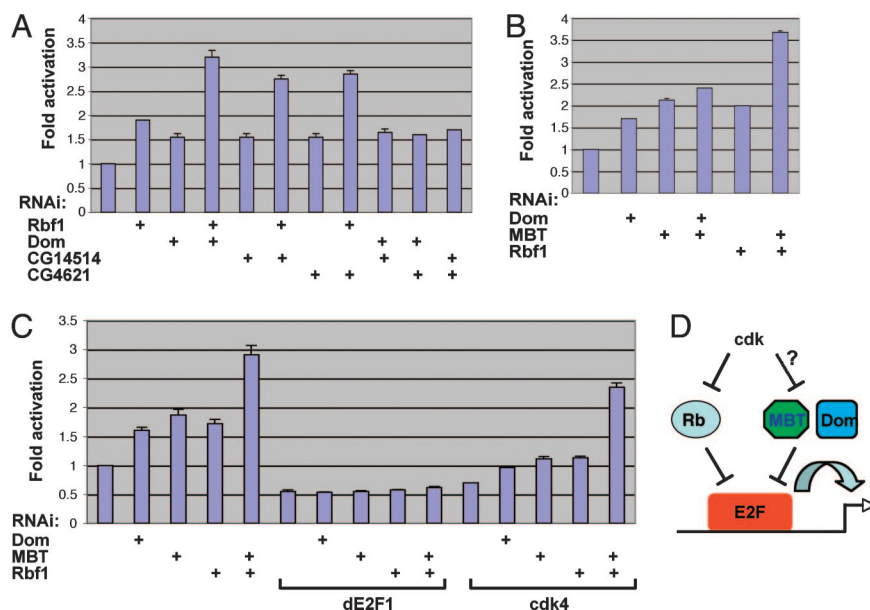 A
Fold activation
4
3.5
3
2.5
2
1.5
1
0.5
0
RNAi:
Rbf1 + + + +
Dom + + + +
CG14514 + + + +
CG4621 + + + +
B
Fold activation
4
3.5
3
2.5
2
1.5
1
0.5
0
RNAi:
Dom + +
MBT + + +
Rbf1 + +
C
Fold activation
3.5
3
2.5
2
1.5
1
0.5
0
RNAi:
Dom + + +
MBT + + + + + +
Rbf1 + + + + + +
dE2F1 cdk4
D
cdk
?
Rb MBT Dom
E2F